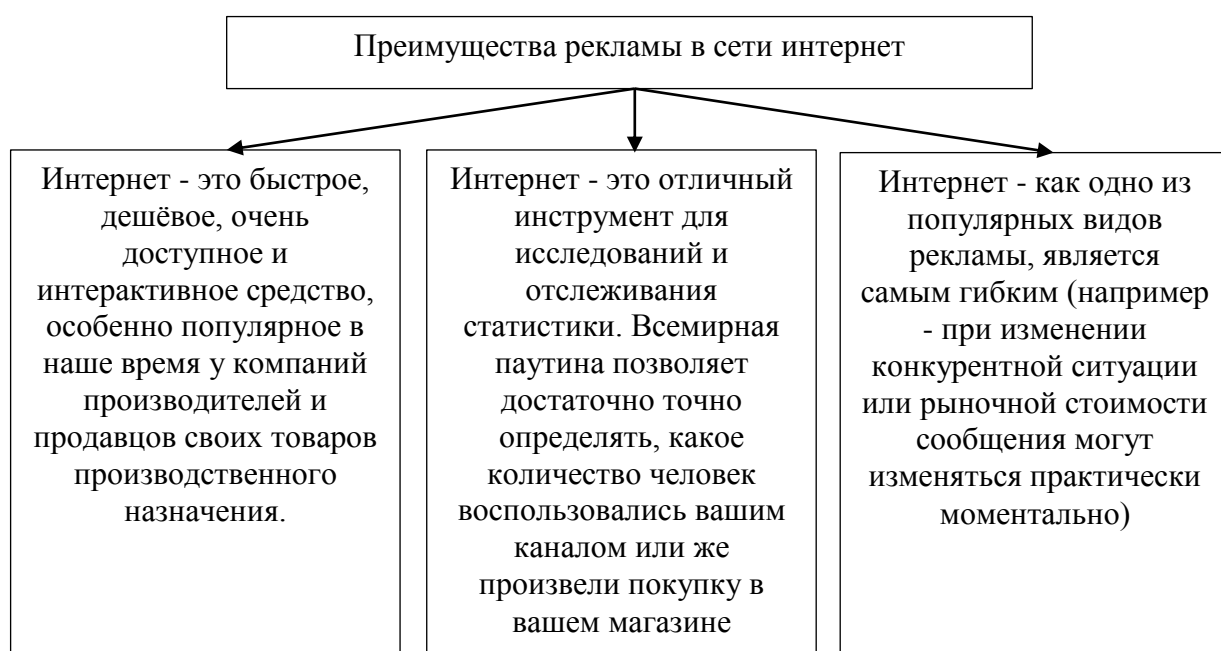 Преимущества рекламы в сети интернет
Интернет - это быстрое,
дешёвое, очень
доступное и
интерактивное средство,
особенно популярное в
наше время у компаний
производителей и
продавцов своих товаров
производственного
назначения.
Интернет - это отличный
инструмент для
исследований и
отслеживания
статистики. Всемирная
паутина позволяет
достаточно точно
определять, какое
количество человек
воспользовались вашим
каналом или же
произвели покупку в
вашем магазине
Интернет - как одно из
популярных видов
рекламы, является
самым гибким (например
- при изменении
конкурентной ситуации
или рыночной стоимости
сообщения могут
изменяться практически
моментально)